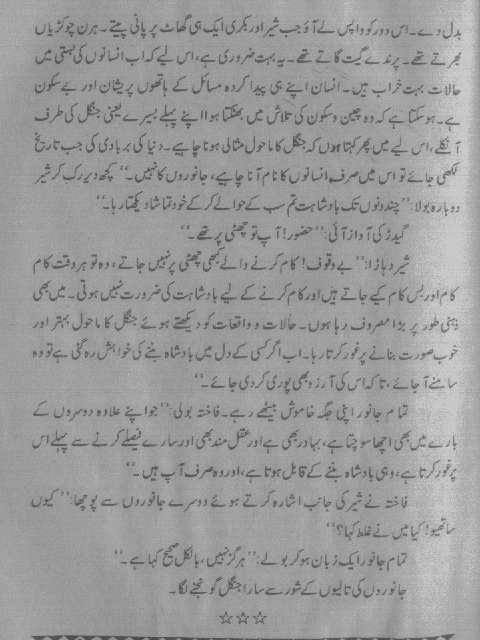 بدل دے۔ اس دور کو واپس لے آؤ جب شیر اور بکری ایک ہی گھاٹ پر پانی پیتے۔ ہرن چوکڑیاں
بھرتے تھے۔ پرندے گیت گاتے تھے۔ یہ بہت ضروری ہے، اس لیے کہ اب انسانوں کی بستی میں
حالات بہت خراب ہیں۔ انسان اپنے ہی پیدا کردہ مسائل کے ہاتھوں پریشان اور بے سکون
ہے۔ ہوسکتا ہے کہ وہ چین و سکون کی تلاش میں بھٹکتا ہوا اپنے پہلے بسیرے یعنی جنگل کی طرف
آ نکلے، اس لیے میں پھر کہتا ہوں کہ جنگل کا ماحول مثالی ہونا چاہیے۔ دنیا کی بربادی کی جب تاریخ
لکھی جائے تو اس میں صرف انسانوں کا نام آنا چاہیے، جانوروں کا نہیں۔‘‘ کچھ دیر رک کر شیر
دوبارہ بولا: ’’چند دنوں تک بادشاہت تم سب کے حوالے کر کے خود تماشا دیکھتا رہا۔‘‘
گیدڑ کی آواز آئی: ’’حضور! آپ تو چھٹی پر تھے۔‘‘
شیر دہاڑا: ’’بے وقوف! کام کرنے والے کبھی چھٹی پر نہیں جاتے، وہ تو ہر وقت کام
کام اور بس کام کیے جاتے ہیں اور کام کرنے کے لیے بادشاہت کی ضرورت نہیں ہوتی۔ میں بھی
ذہنی طور پر بڑا مصروف رہا ہوں۔ حالات و واقعات کو دیکھتے ہوئے جنگل کا ماحول بہتر اور
خوب صورت بنانے پر غور کرتا رہا۔ اب اگر کسی کے دل میں بادشاہ بننے کی خواہش رہ گئی ہے تو وہ
سامنے آ جائے، تاکہ اس کی آرزو بھی پوری کر دی جائے۔‘‘
تمام جانور اپنی جگہ خاموش بیٹھے رہے۔ فاختہ بولی: ’’جو اپنے علاوہ دوسروں کے
بارے میں بھی اچھا سوچتا ہے، بہادر بھی ہے اور عقل مند بھی اور سارے فیصلے کرنے سے پہلے اس
پر غور کرتا ہے، وہی بادشاہ بننے کے قابل ہوتا ہے، اور وہ صرف آپ ہیں۔‘‘
فاختہ نے شیر کی جانب اشارہ کرتے ہوئے دوسرے جانوروں سے پوچھا: ’’کیوں
ساتھیو! کیا میں نے غلط کہا؟‘‘
تمام جانور ایک زبان ہو کر بولے: ’’ہرگز نہیں، بالکل صحیح کہا ہے۔‘‘
جانوروں کی تالیوں کے شور سے سارا جنگل گونجنے لگا۔
☆☆☆